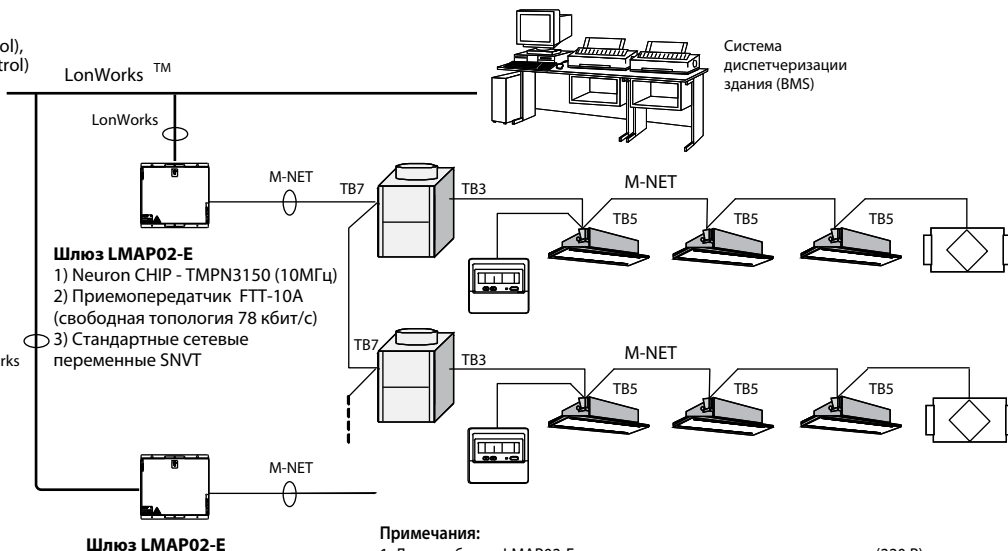 ol),
trol)
LonWorks TM
Система
диспетчеризации
здания (BMS)
LonWorks
M-NET
TB7
TB3
M-NET
TB5
TB5
TB5
Шлюз LMAP02-E
1) Neuron CHIP - TMPN3150 (10МГц)
2) Приемопередатчик FTT-10A
(свободная топология 78 кбит/с)
3) Стандартные сетевые
переменные SNVT
rks
TB7
TB3
M-NET
TB5
TB5
TB5
M-NET
Шлюз LMAP02-E
Примечания: